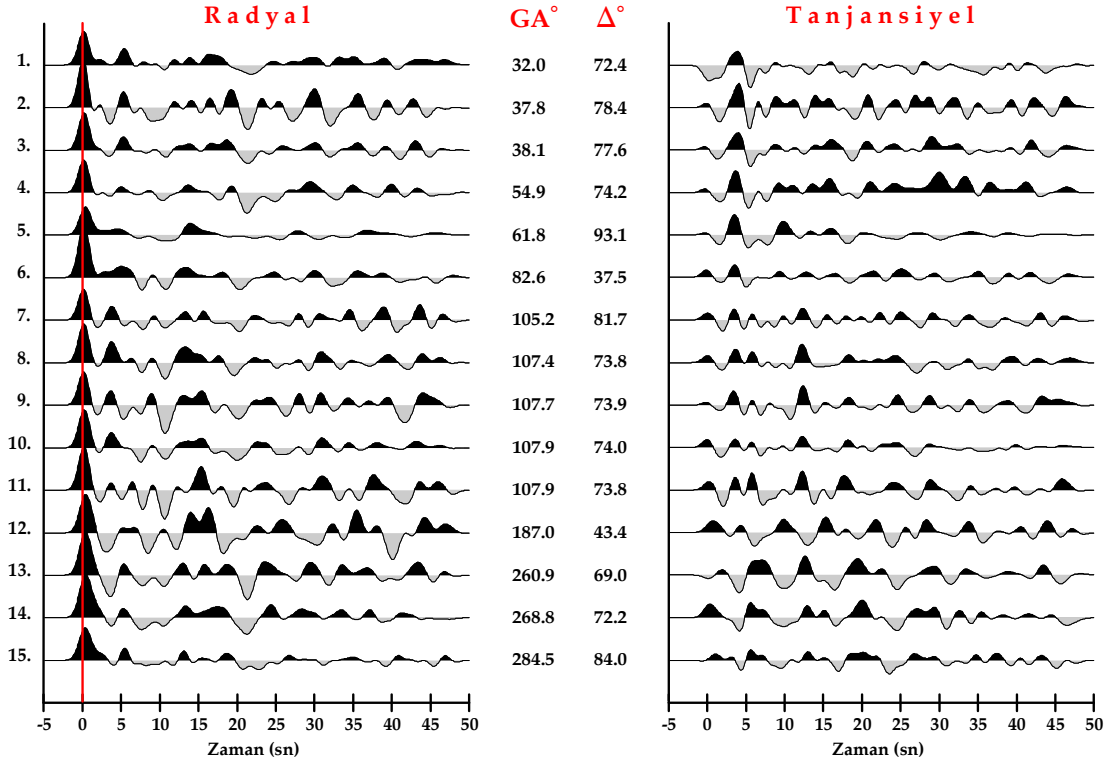 Radyal GA° Δ° Tanjansiyel
1. 32.0 72.4
2. 37.8 78.4
3. 38.1 77.6
4. 54.9 74.2
5. 61.8 93.1
6. 82.6 37.5
7. 105.2 81.7
8. 107.4 73.8
9. 107.7 73.9
10. 107.9 74.0
11. 107.9 73.8
12. 187.0 43.4
13. 260.9 69.0
14. 268.8 72.2
15. 284.5 84.0
-5 0 5 10 15 20 25 30 35 40 45 50 -5 0 5 10 15 20 25 30 35 40 45 50
Zaman (sn) Zaman (sn)